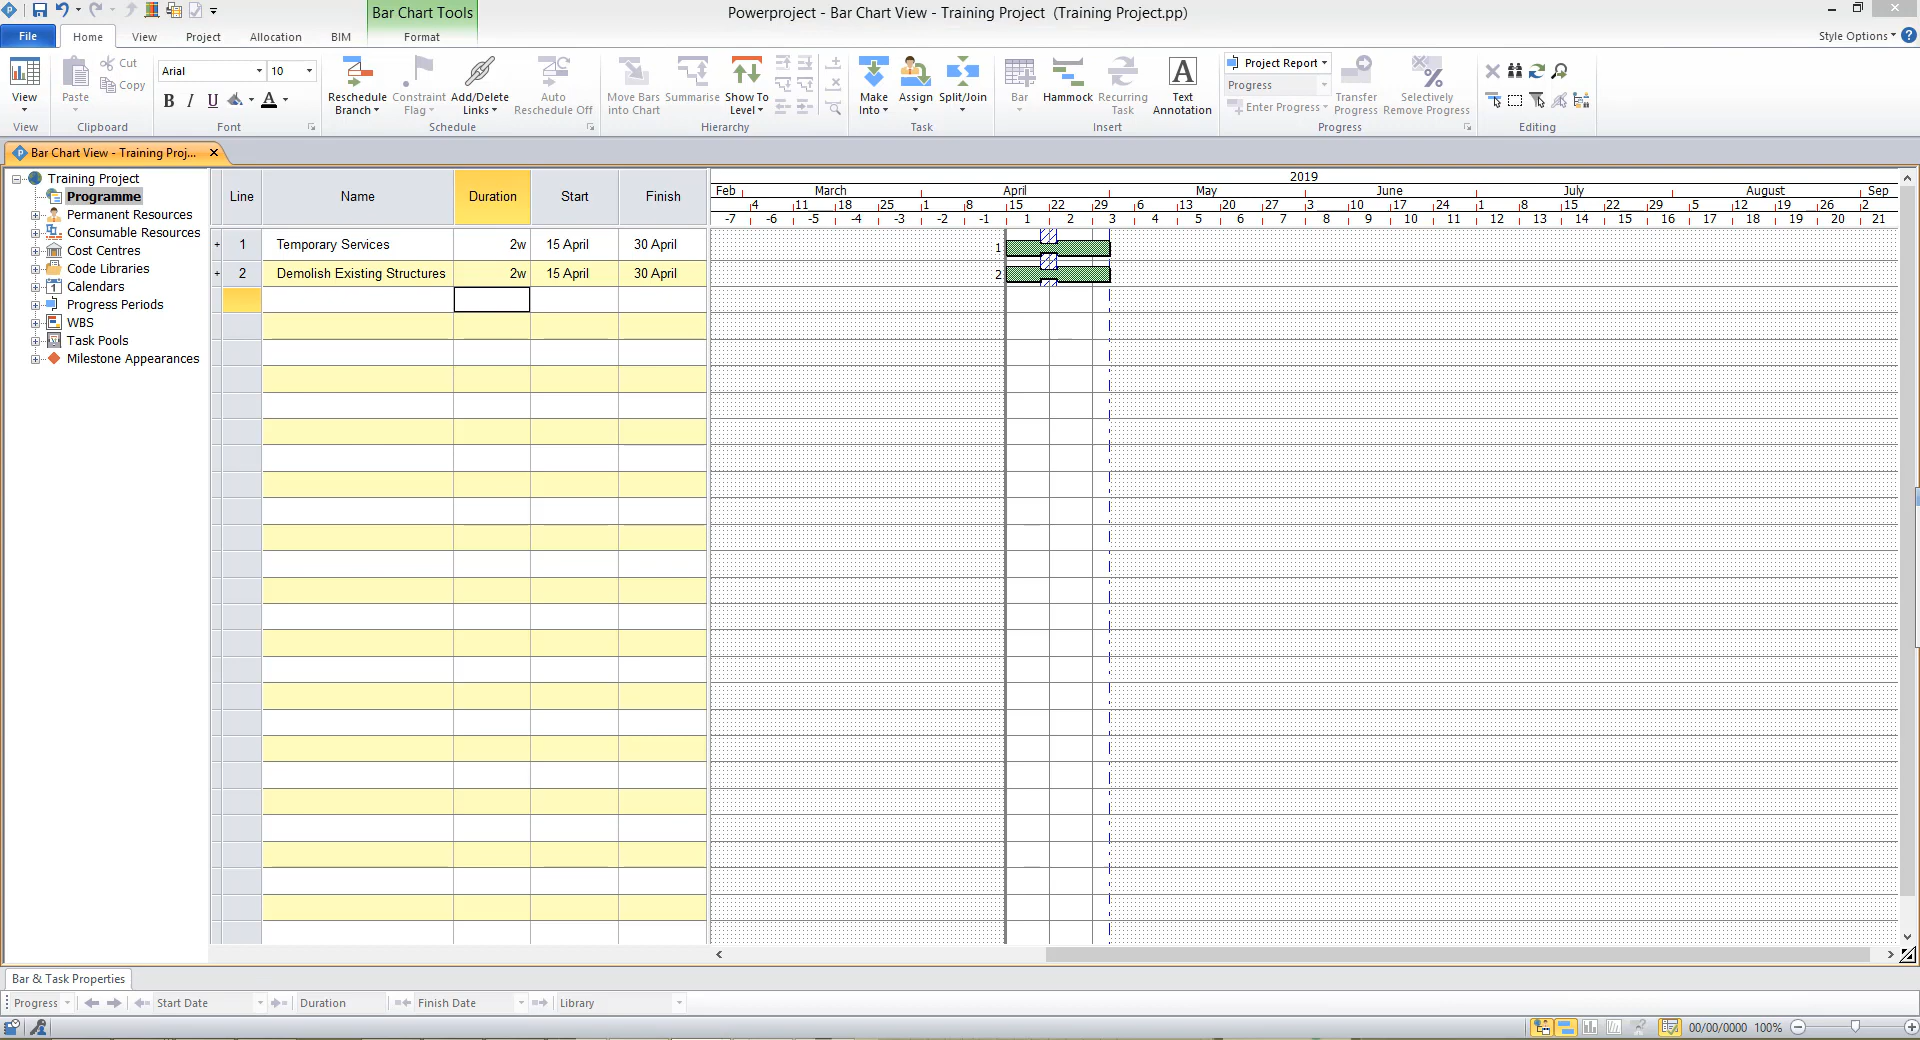 Bar Chart Tools
Powerproject - Bar Chart View - Training Project (Training Project.pp)
File Home View Project Allocation BIM Format Style Options
View
Paste
Cut
Copy
Arial 10
B I U A
Reschedule Branch
Constraint Flag
Add/Delete Links
Auto Reschedule Off
Move Bars into Chart
Summarise
Show To Level
Make Into
Assign
Split/Join
Bar
Hammock
Recurring Task
Text Annotation
Project Report
Progress
Enter Progress
Transfer Progress
Selectively Remove Progress
View Clipboard Font Schedule Hierarchy Task Insert Progress Editing
Bar Chart View - Training Proj...
Training Project
Programme
Permanent Resources
Consumable Resources
Cost Centres
Code Libraries
Calendars
Progress Periods
WBS
Task Pools
Milestone Appearances
Line Name Duration Start Finish
1 Temporary Services 2w 15 April 30 April
2 Demolish Existing Structures 2w 15 April 30 April
2019
Feb March April May June July August Sep
4 11 18 25 1 8 15 22 29 6 13 20 27 3 10 17 24 1 8 15 22 29 5 12 19 26 2
-7 -6 -5 -4 -3 -2 -1 1 2 3 4 5 6 7 8 9 10 11 12 13 14 15 16 17 18 19 20 21
1
2
Bar & Task Properties
Progress Start Date Duration Finish Date Library
00/00/0000 100%